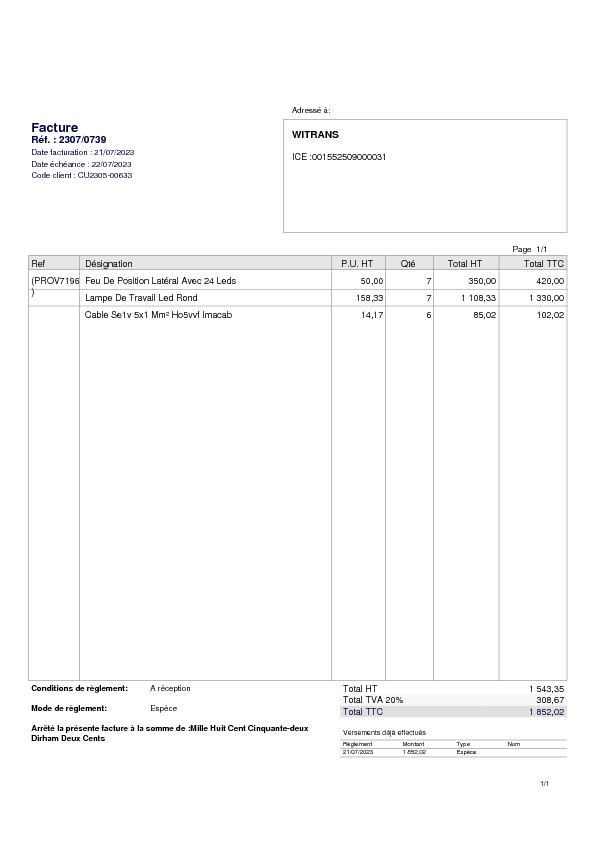 Adressé à:
Facture
Réf. : 2307/0739
Date facturation : 21/07/2023
Date échéance : 22/07/2023
Code client : CU2305-00633
WITRANS
ICE :001552509000031
Page 1/1
Ref Désignation P.U. HT Qté Total HT Total TTC
(PROV7196 Feu De Position Latéral Avec 24 Leds 50,00 7 350,00 420,00
)
Lampe De Travail Led Rond 158,33 7 1 108,33 1 330,00
Cable Se1v 5x1 Mm² Ho5vvf Imacab 14,17 6 85,02 102,02
Conditions de règlement: A réception
Mode de règlement: Espèce
Arrêté la présente facture à la somme de :Mille Huit Cent Cinquante-deux
Dirham Deux Cents
Total HT 1 543,35
Total TVA 20% 308,67
Total TTC 1 852,02
Versements déjà effectués
Règlement Montant Type Num
21/07/2023 1 852,02 Espèce
1/1